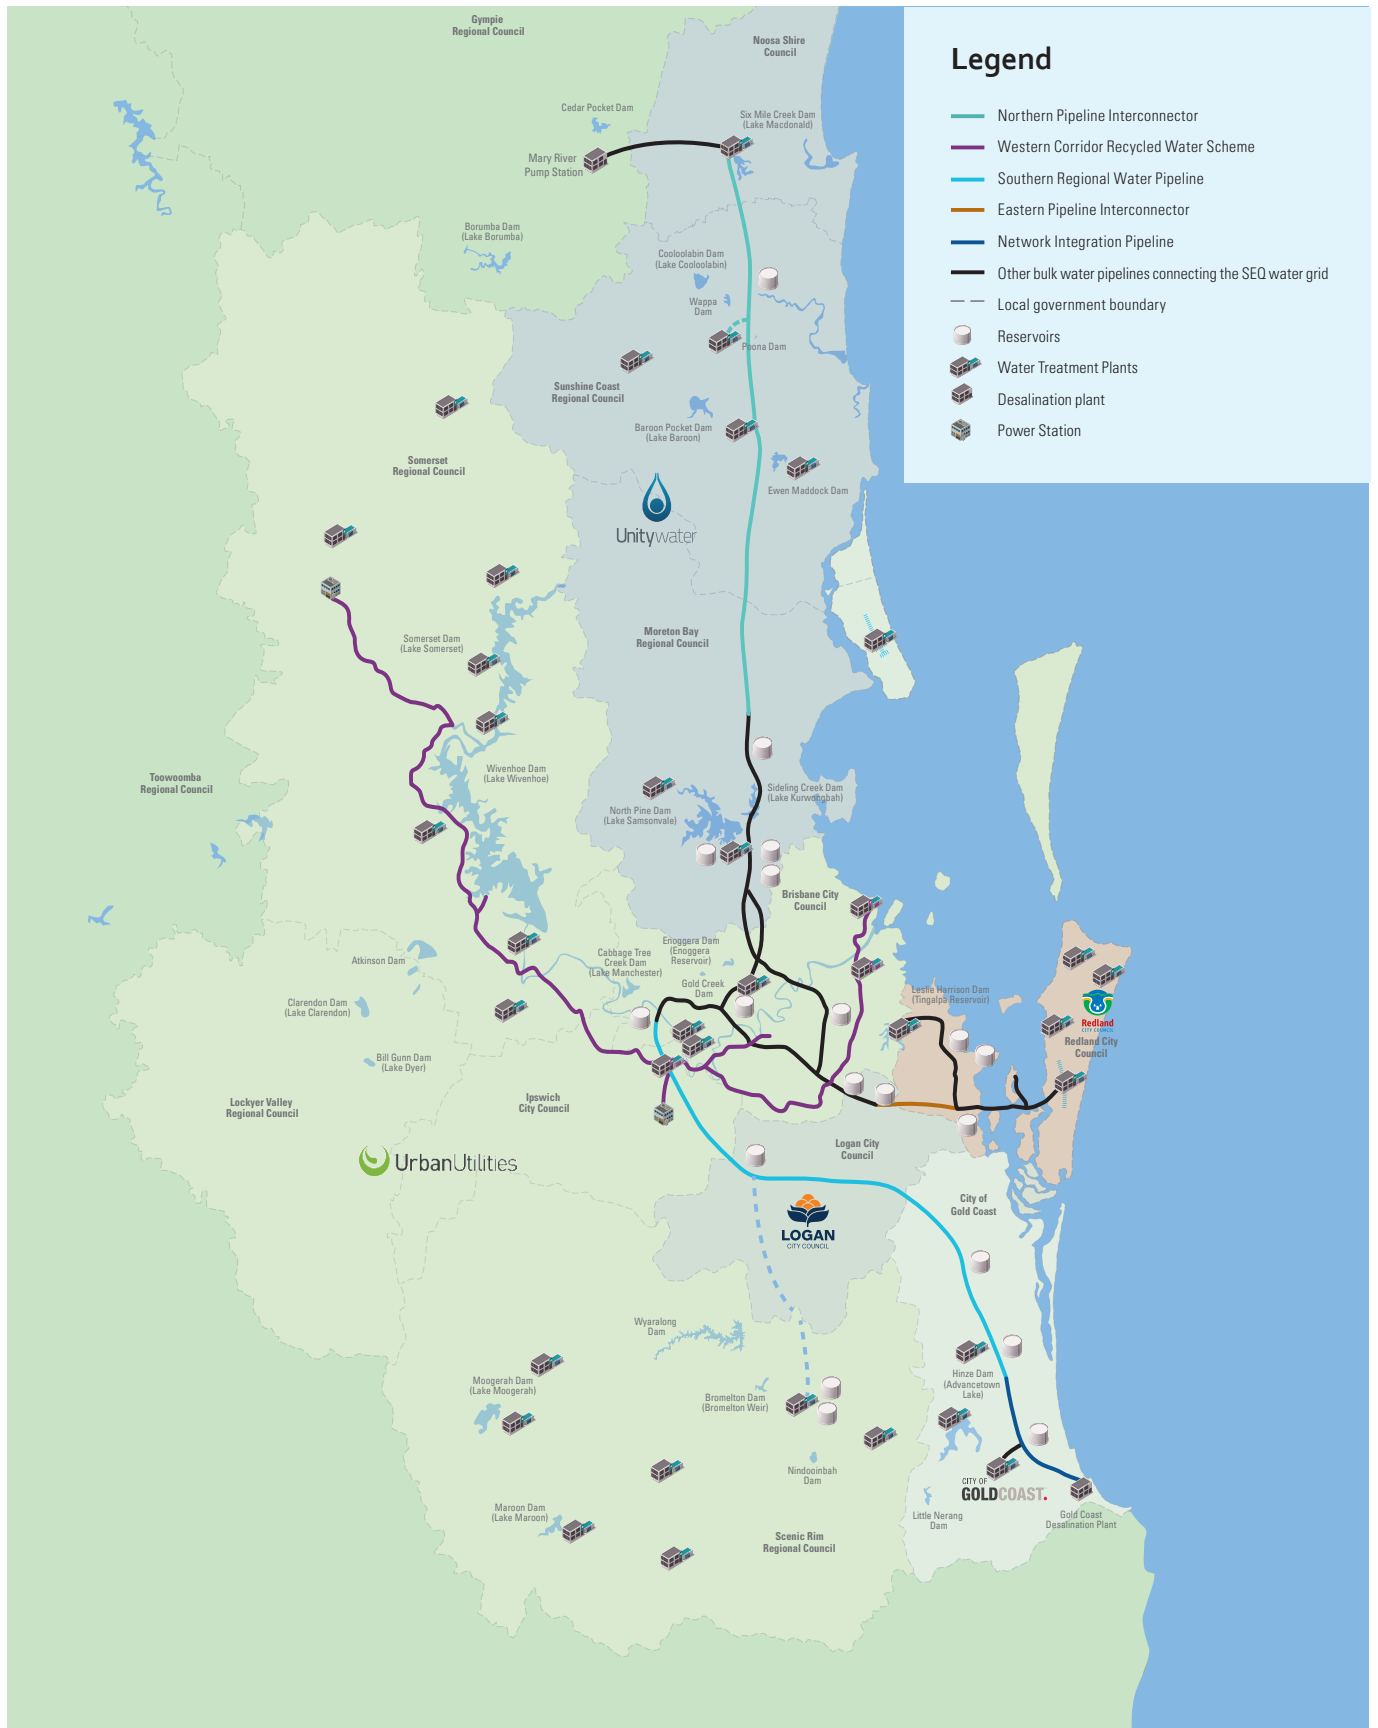 Gympie
Regional Council
Noosa Shire
Council
Cedar Pocket Dam
Six Mile Creek Dam
(Lake Macdonald)
Mary River
Pump Station
Borumba Dam
(Lake Borumba)
Cooloolabin Dam
(Lake Cooloolabin)
Wappa
Dam
Poona Dam
Sunshine Coast
Regional Council
Baroon Pocket Dam
(Lake Baroon)
Ewen Maddock Dam
Somerset
Regional Council
Unitywater
Moreton Bay
Regional Council
Somerset Dam
(Lake Somerset)
Toowoomba
Regional Council
Wivenhoe Dam
(Lake Wivenhoe)
North Pine Dam
(Lake Samsonvale)
Sideling Creek Dam
(Lake Kurwongbah)
Brisbane City
Council
Atkinson Dam
Cabbage Tree
Creek Dam
(Lake Manchester)
Enoggera Dam
(Enoggera
Reservoir)
Gold Creek
Dam
Leslie Harrison Dam
(Tingalpa Reservoir)
Clarendon Dam
(Lake Clarendon)
Bill Gunn Dam
(Lake Dyer)
Redland
CITY COUNCIL
Redland City
Council
Lockyer Valley
Regional Council
Ipswich
City Council
UrbanUtilities
Logan City
Council
LOGAN
CITY COUNCIL
City of
Gold Coast
Wyaralong
Dam
Moogerah Dam
(Lake Moogerah)
Bromelton Dam
(Bromelton Weir)
Hinze Dam
(Advancetown
Lake)
Nindooinbah
Dam
CITY OF
GOLDCOAST.
Maroon Dam
(Lake Maroon)
Little Nerang
Dam
Gold Coast
Desalination Plant
Scenic Rim
Regional Council
Legend
Northern Pipeline Interconnector
Western Corridor Recycled Water Scheme
Southern Regional Water Pipeline
Eastern Pipeline Interconnector
Network Integration Pipeline
Other bulk water pipelines connecting the SEQ water grid
Local government boundary
Reservoirs
Water Treatment Plants
Desalination plant
Power Station